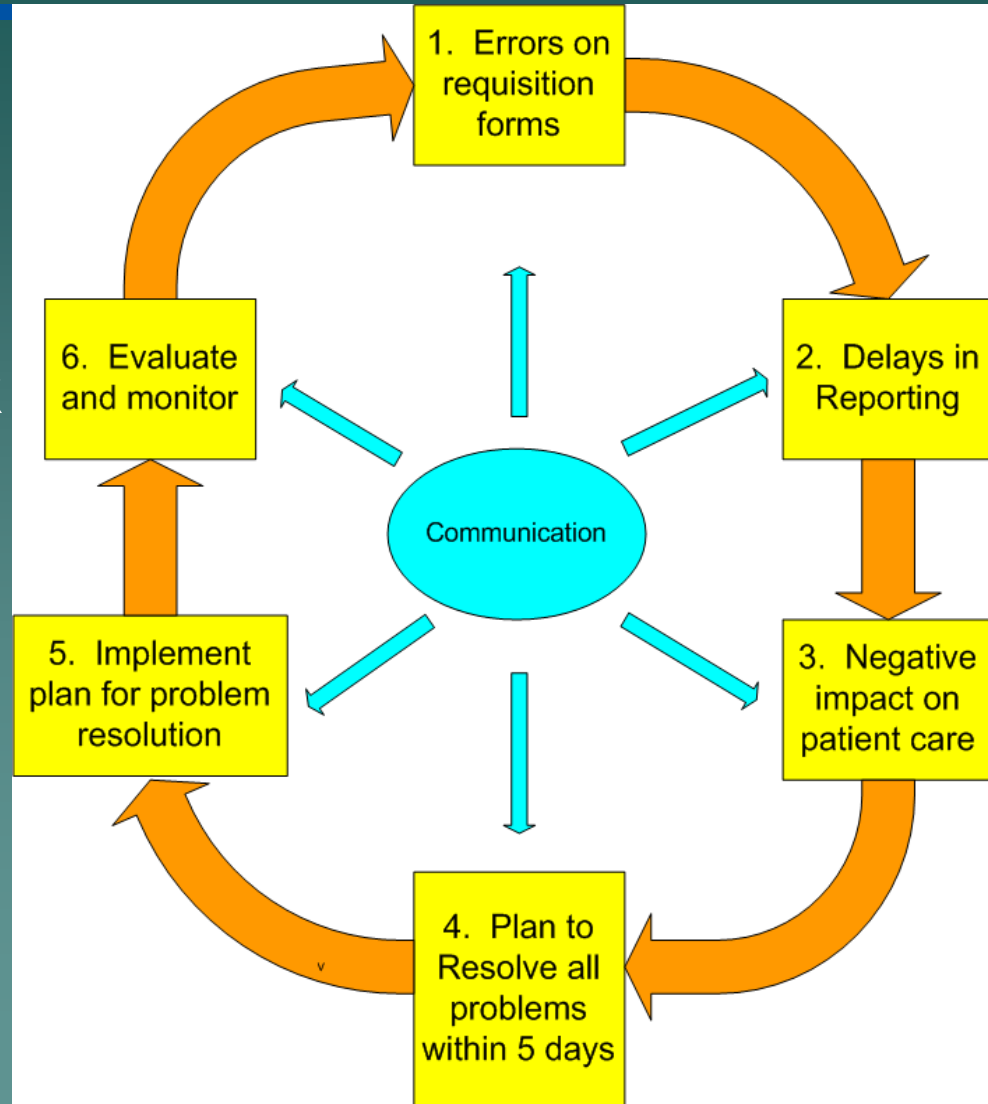 1. Errors on
requisition
forms
2. Delays in
Reporting
3. Negative
impact on
patient care
4. Plan to
Resolve all
problems
within 5 days
v
5. Implement
plan for problem
resolution
6. Evaluate
and monitor
Communication